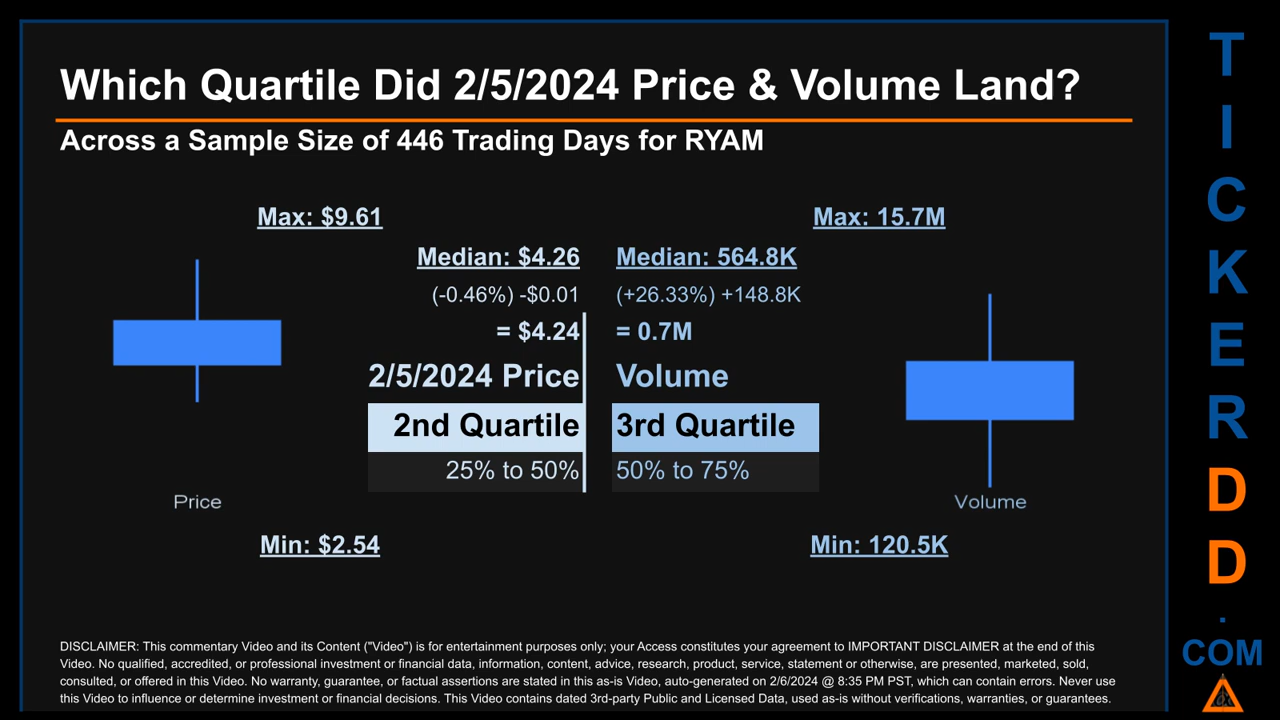 Which Quartile Did 2/5/2024 Price & Volume Land?
Across a Sample Size of 446 Trading Days for RYAM
Max: $9.61
Max: 15.7M
Median: $4.26
Median: 564.8K
(-0.46%) -$0.01
(+26.33%) +148.8K
= $4.24
= 0.7M
2/5/2024 Price
Volume
2nd Quartile
3rd Quartile
25% to 50%
50% to 75%
Price
Volume
Min: $2.54
Min: 120.5K
DISCLAIMER: This commentary Video and its Content ("Video") is for entertainment purposes only; your Access constitutes your agreement to IMPORTANT DISCLAIMER at the end of this
Video. No qualified, accredited, or professional investment or financial data, information, content, advice, research, product, service, statement or otherwise, are presented, marketed, sold,
consulted, or offered in this Video. No warranty, guarantee, or factual assertions are stated in this as-is Video, auto-generated on 2/6/2024 @ 8:35 PM PST, which can contain errors. Never use
this Video to influence or determine investment or financial decisions. This Video contains dated 3rd-party Public and Licensed Data, used as-is without verifications, warranties, or guarantees.
T
I
C
K
E
R
D
D
.
COM